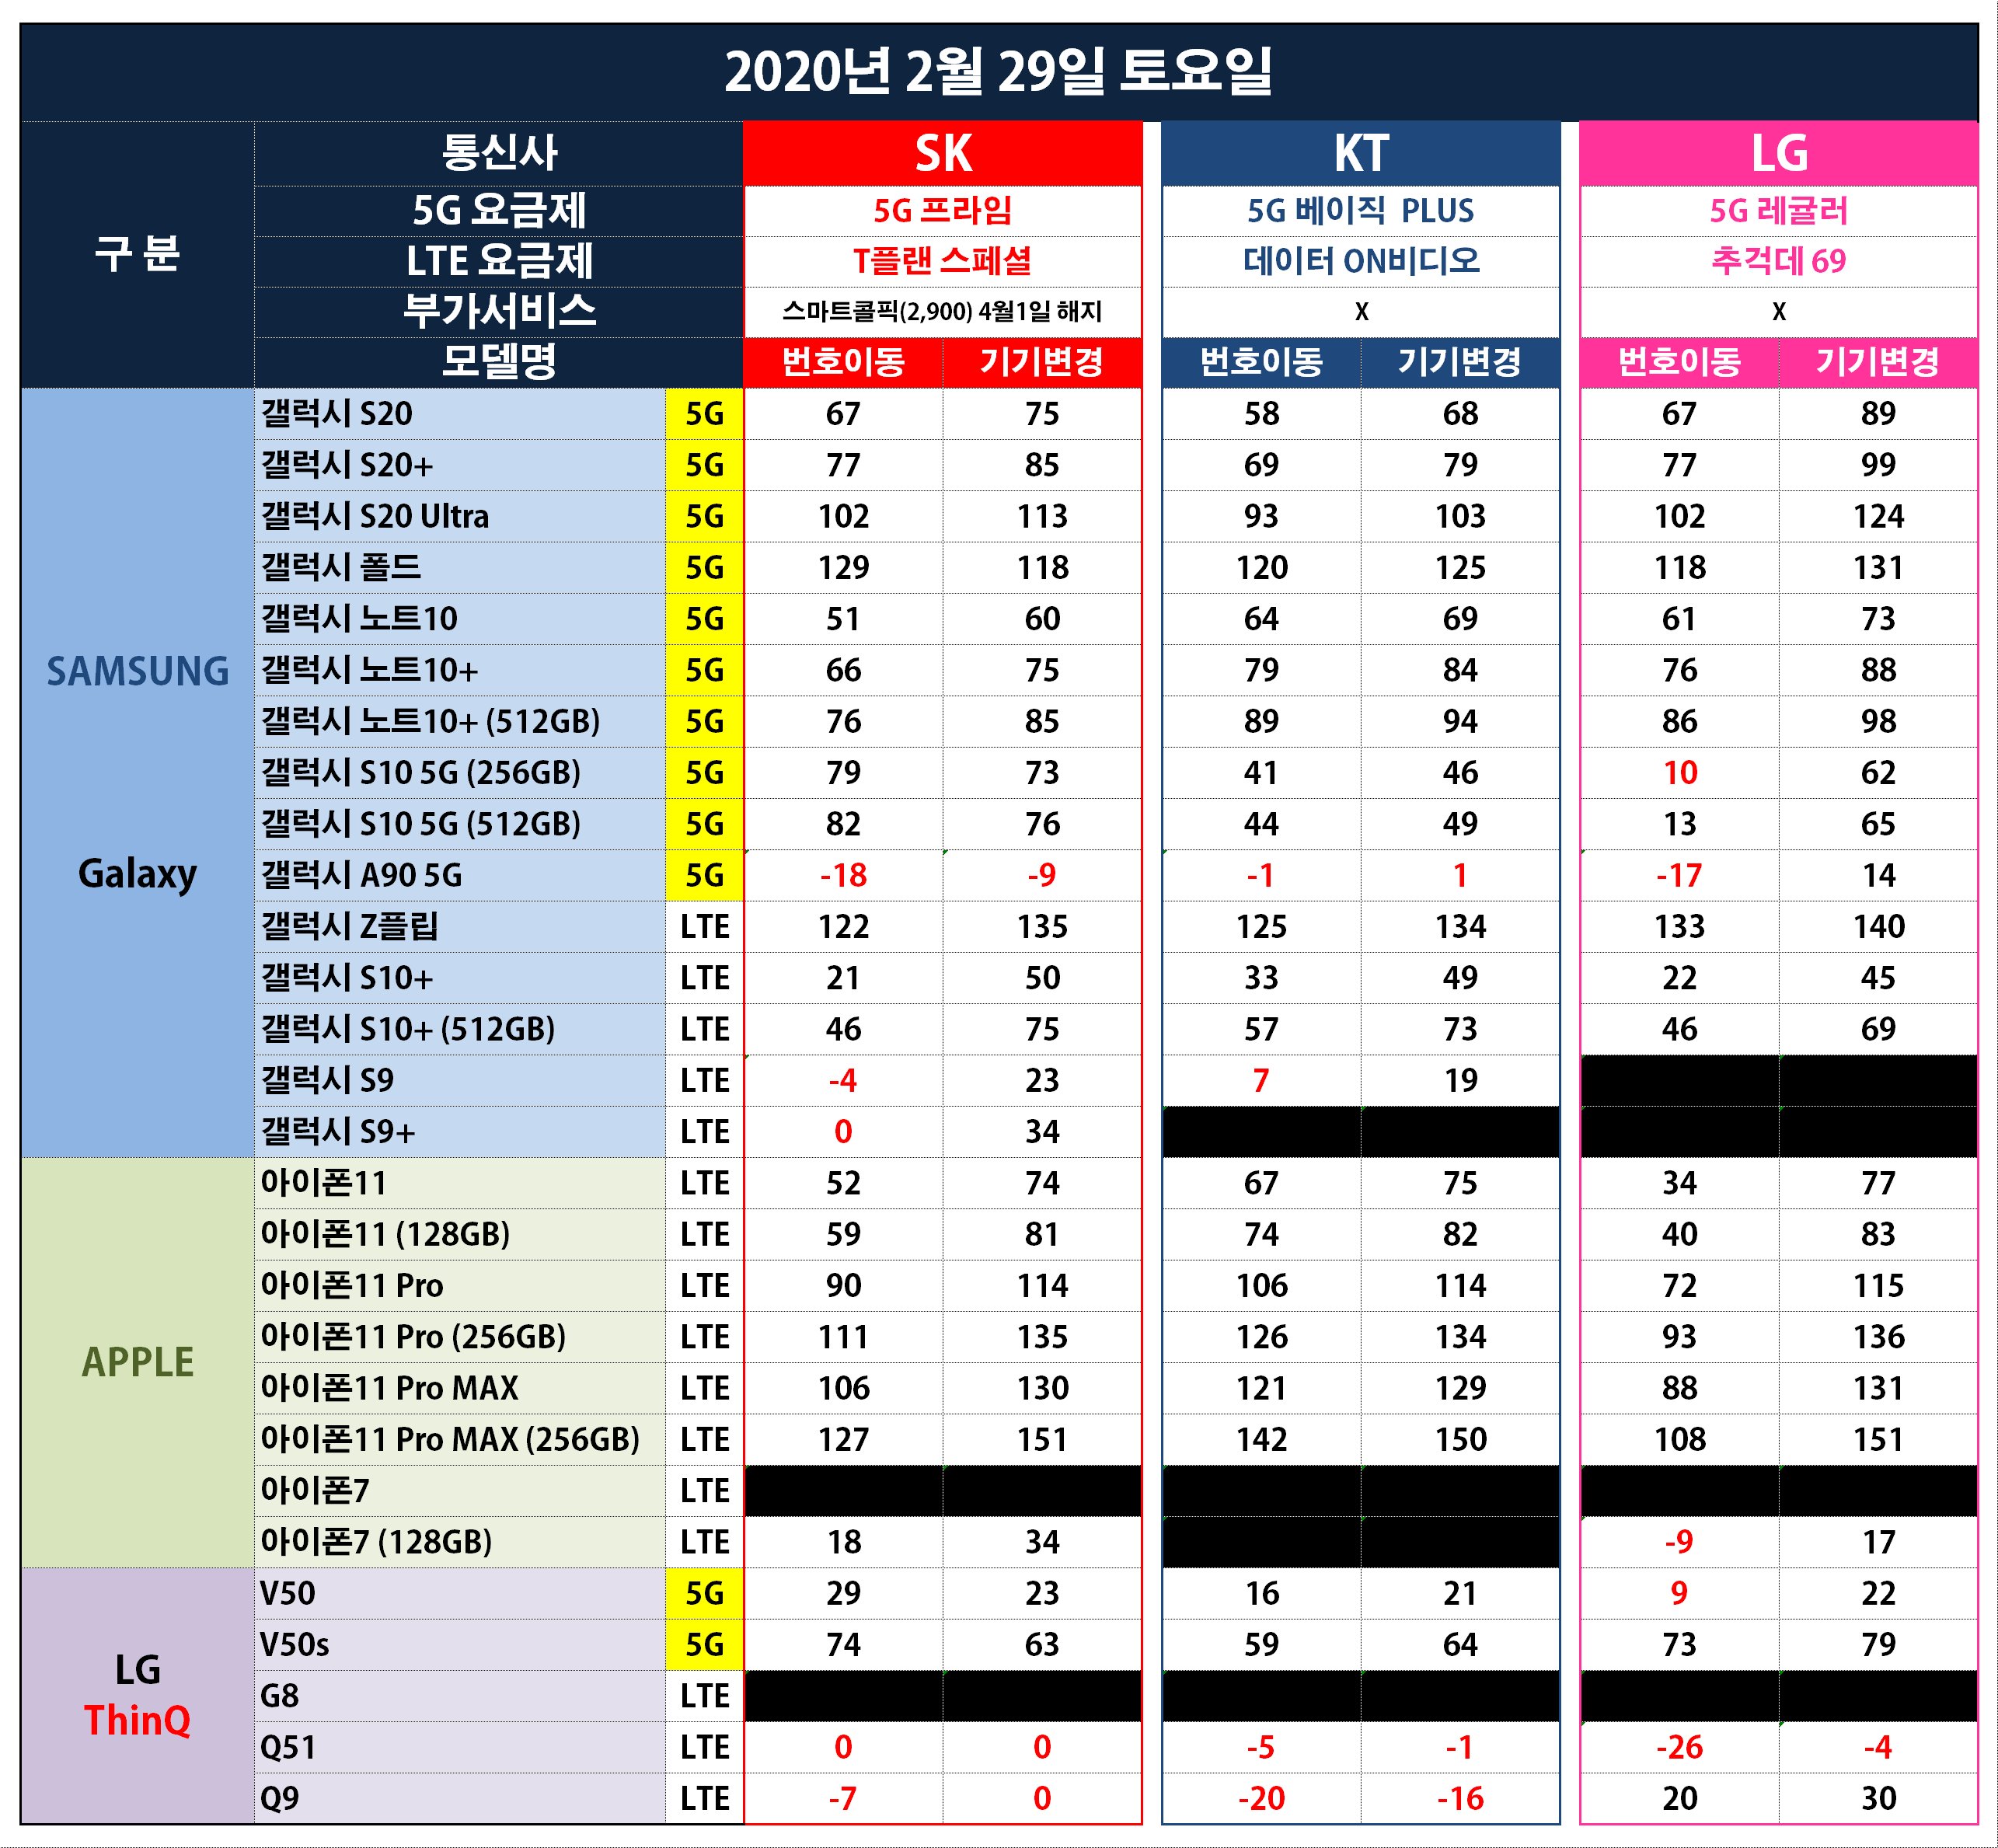 2020년 2월 29일 토요일
구 분 통신사 SK KT LG
5G 요금제 5G 프라임 5G 베이직 PLUS 5G 레귤러
LTE 요금제 T플랜 스페셜 데이터 ON비디오 추걱데 69
부가서비스 스마트콜픽(2,900) 4월1일 해지 X X
모델명 번호이동 기기변경 번호이동 기기변경 번호이동 기기변경
SAMSUNG
Galaxy
갤럭시 S20 5G 67 75 58 68 67 89
갤럭시 S20+ 5G 77 85 69 79 77 99
갤럭시 S20 Ultra 5G 102 113 93 103 102 124
갤럭시 폴드 5G 129 118 120 125 118 131
갤럭시 노트10 5G 51 60 64 69 61 73
갤럭시 노트10+ 5G 66 75 79 84 76 88
갤럭시 노트10+ (512GB) 5G 76 85 89 94 86 98
갤럭시 S10 5G (256GB) 5G 79 73 41 46 10 62
갤럭시 S10 5G (512GB) 5G 82 76 44 49 13 65
갤럭시 A90 5G 5G -18 -9 -1 1 -17 14
갤럭시 Z플립 LTE 122 135 125 134 133 140
갤럭시 S10+ LTE 21 50 33 49 22 45
갤럭시 S10+ (512GB) LTE 46 75 57 73 46 69
갤럭시 S9 LTE -4 23 7 19
갤럭시 S9+ LTE 0 34
APPLE
아이폰11 LTE 52 74 67 75 34 77
아이폰11 (128GB) LTE 59 81 74 82 40 83
아이폰11 Pro LTE 90 114 106 114 72 115
아이폰11 Pro (256GB) LTE 111 135 126 134 93 136
아이폰11 Pro MAX LTE 106 130 121 129 88 131
아이폰11 Pro MAX (256GB) LTE 127 151 142 150 108 151
아이폰7 LTE
아이폰7 (128GB) LTE 18 34 -9 17
LG
ThinQ
V50 5G 29 23 16 21 9 22
V50s 5G 74 63 59 64 73 79
G8 LTE
Q51 LTE 0 0 -5 -1 -26 -4
Q9 LTE -7 0 -20 -16 20 30